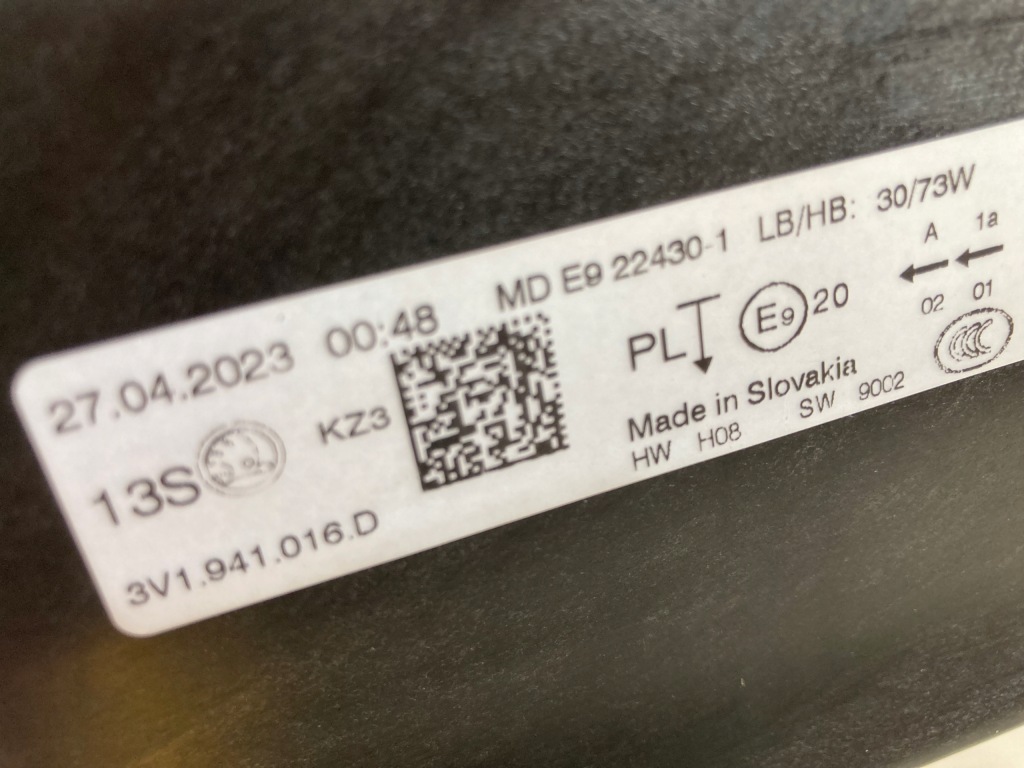 27.04.2023 00:48 MD E9 22430-1 LB/HB: 30/73W
13S KZ3 PL E9 20 A 1a
02 01
Made in Slovakia
CCC
3V1.941.016.D HW H08 SW 9002